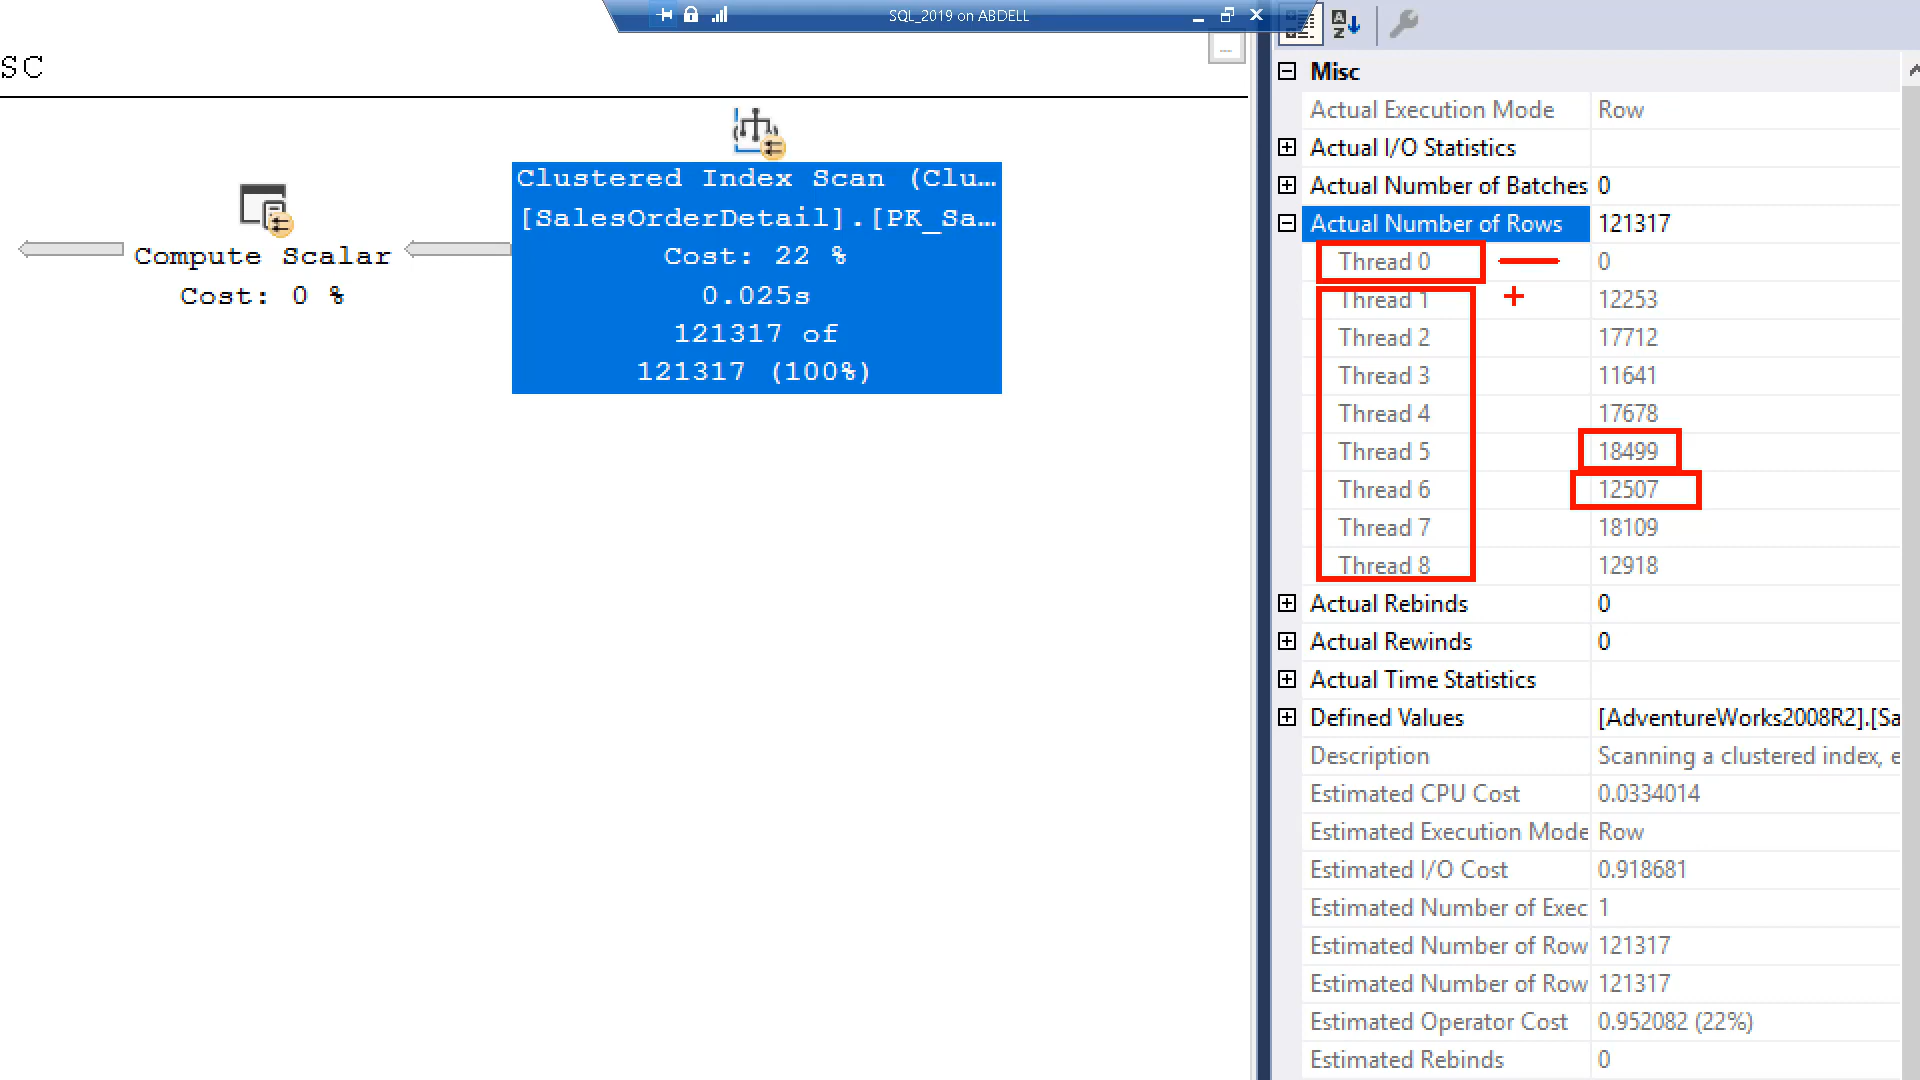 SQL_2019 on ABDELL
SC
Clustered Index Scan (Clu...
[SalesOrderDetail].[PK_Sa...
Cost: 22 %
0.025s
121317 of
121317 (100%)
Compute Scalar
Cost: 0 %
Misc
Actual Execution Mode Row
Actual I/O Statistics
Actual Number of Batches 0
Actual Number of Rows 121317
Thread 0 0
Thread 1 12253
Thread 2 17712
Thread 3 11641
Thread 4 17678
Thread 5 18499
Thread 6 12507
Thread 7 18109
Thread 8 12918
Actual Rebinds 0
Actual Rewinds 0
Actual Time Statistics
Defined Values [AdventureWorks2008R2].[Sa
Description Scanning a clustered index, e
Estimated CPU Cost 0.0334014
Estimated Execution Mode Row
Estimated I/O Cost 0.918681
Estimated Number of Exec 1
Estimated Number of Row 121317
Estimated Number of Row 121317
Estimated Operator Cost 0.952082 (22%)
Estimated Rebinds 0